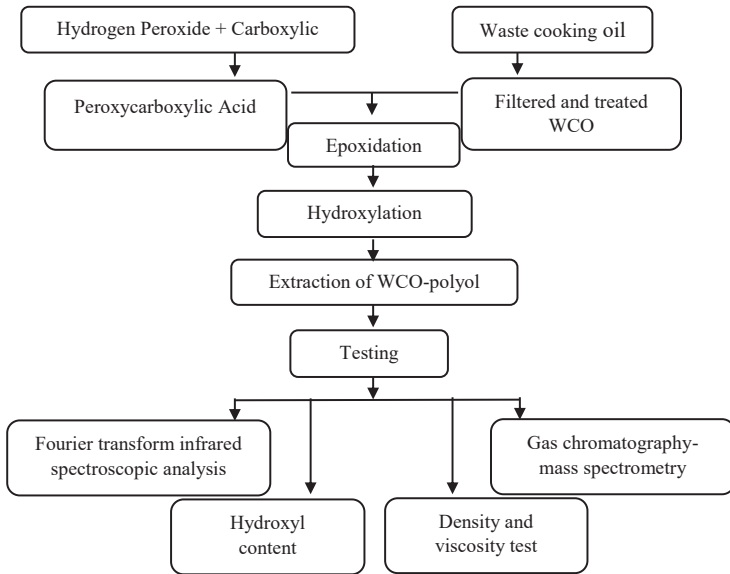 Hydrogen Peroxide + Carboxylic
Waste cooking oil
Peroxycarboxylic Acid
Filtered and treated
WCO
Epoxidation
Hydroxylation
Extraction of WCO-polyol
Testing
Fourier transform infrared
spectroscopic analysis
Gas chromatography-
mass spectrometry
Hydroxyl
content
Density and
viscosity test